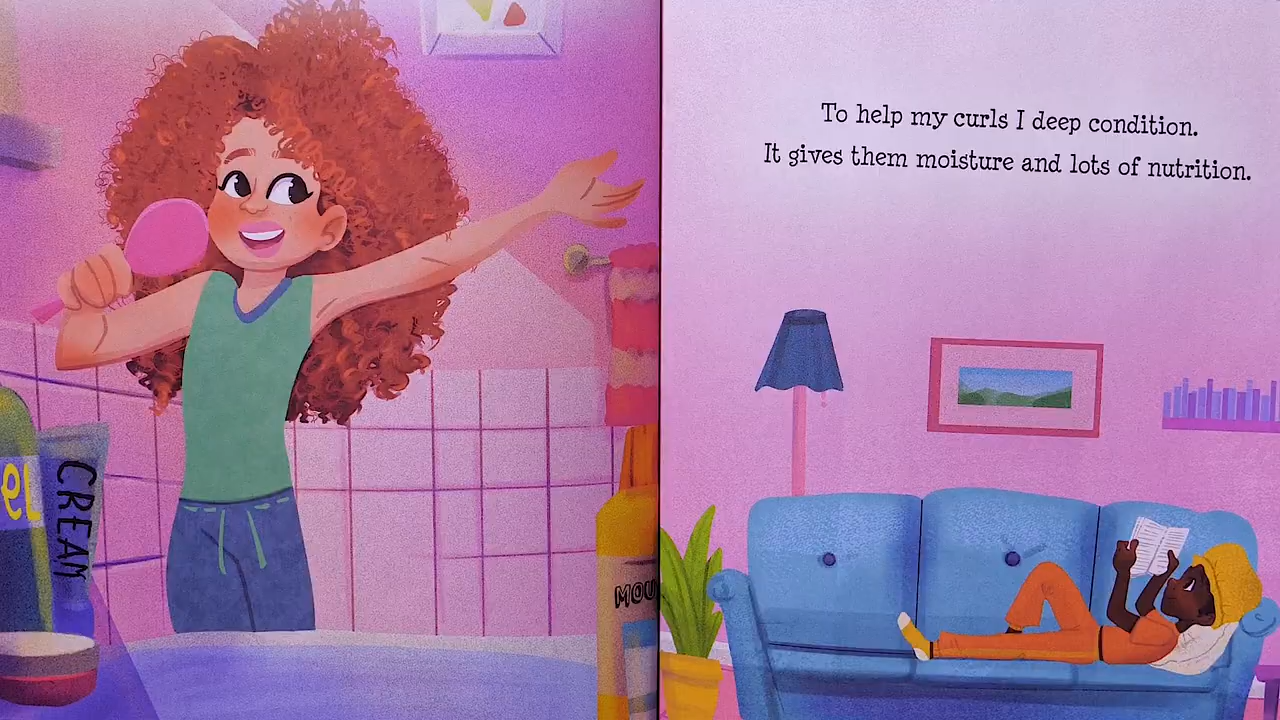 el
CREAM
MOU
To help my curls I deep condition.
It gives them moisture and lots of nutrition.